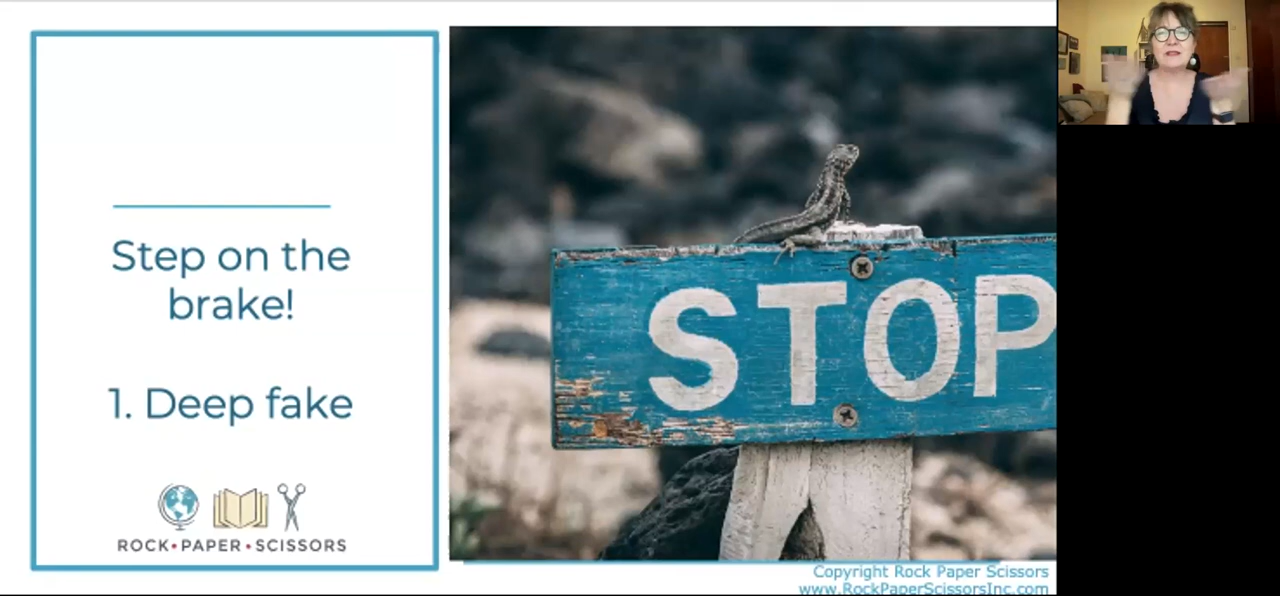 Step on the
brake!
1. Deep fake
ROCK•PAPER•SCISSORS
STOP
Copyright Rock Paper Scissors
www.RockPaperScissorsInc.com